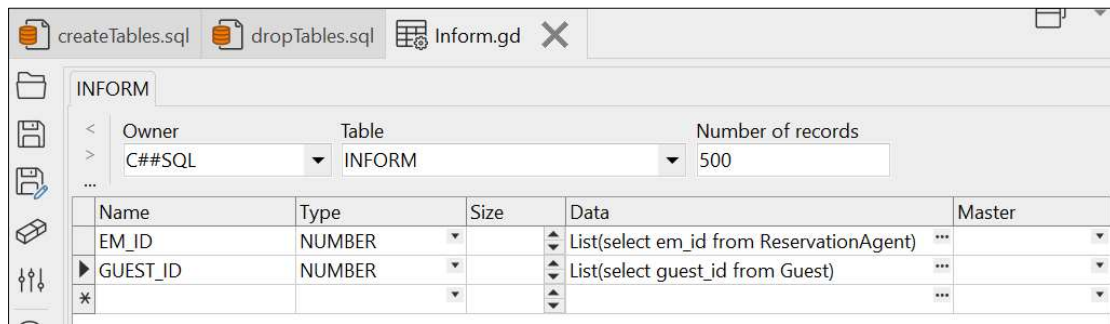 createTables.sql dropTables.sql Inform.gd
INFORM
< Owner Table Number of records
> C##SQL INFORM 500
...
Name Type Size Data Master
EM_ID NUMBER List(select em_id from ReservationAgent) ...
GUEST_ID NUMBER List(select guest_id from Guest) ...
* ...